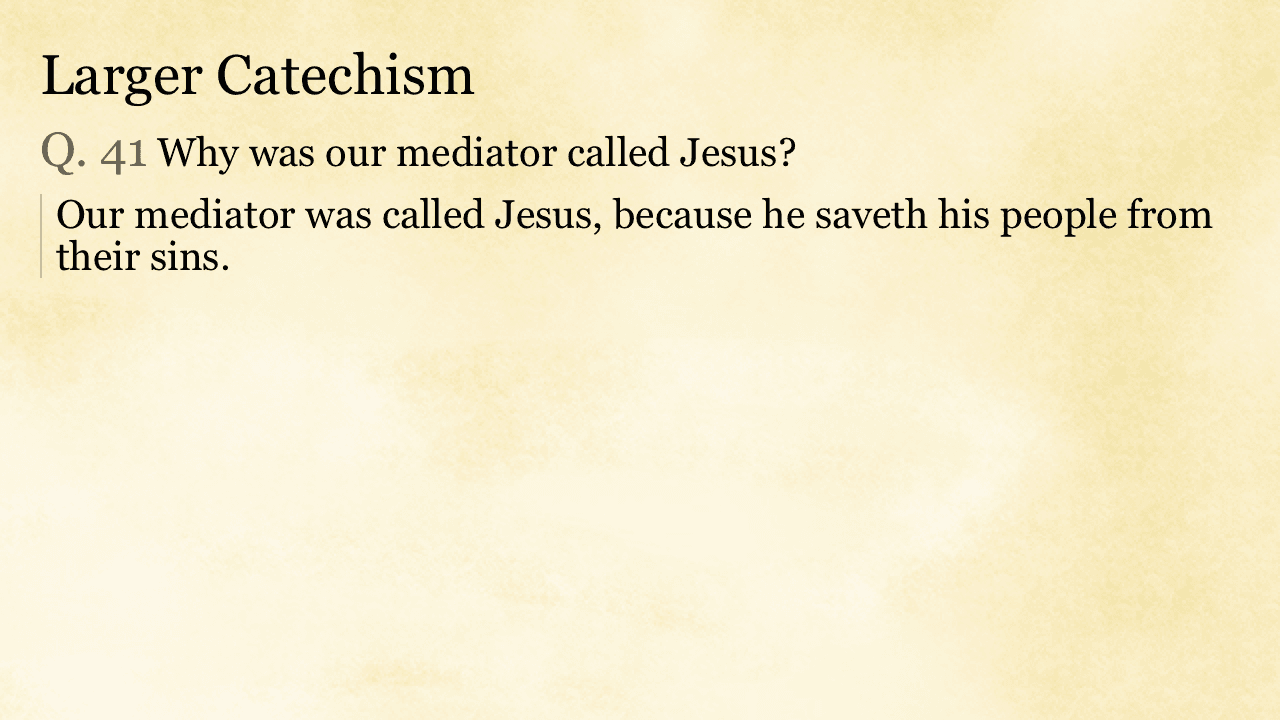 Larger Catechism
Q. 41 Why was our mediator called Jesus?
Our mediator was called Jesus, because he saveth his people from
their sins.